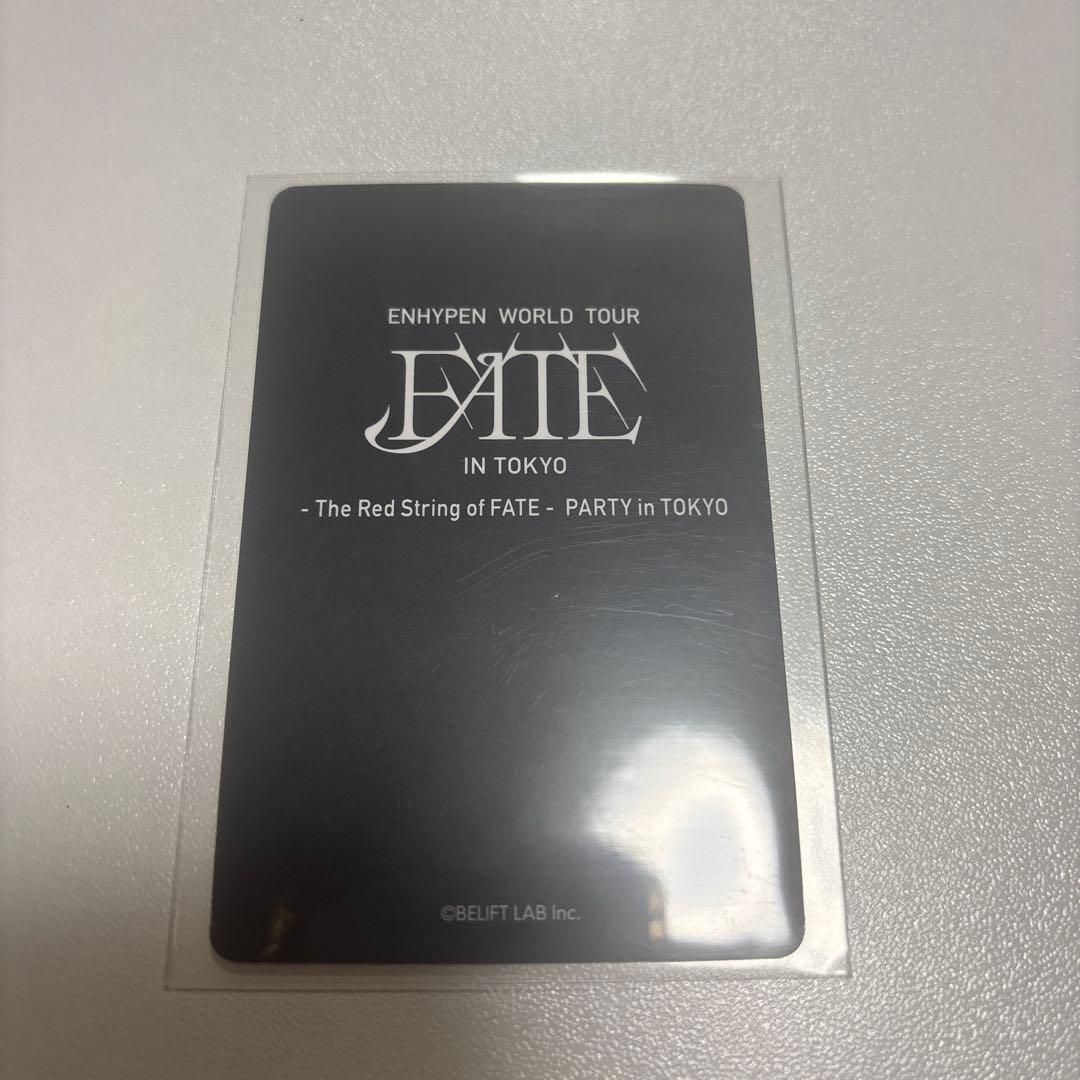 ENHYPEN WORLD TOUR
FATE
IN TOKYO
- The Red String of FATE - PARTY in TOKYO
©BELIFT LAB Inc.